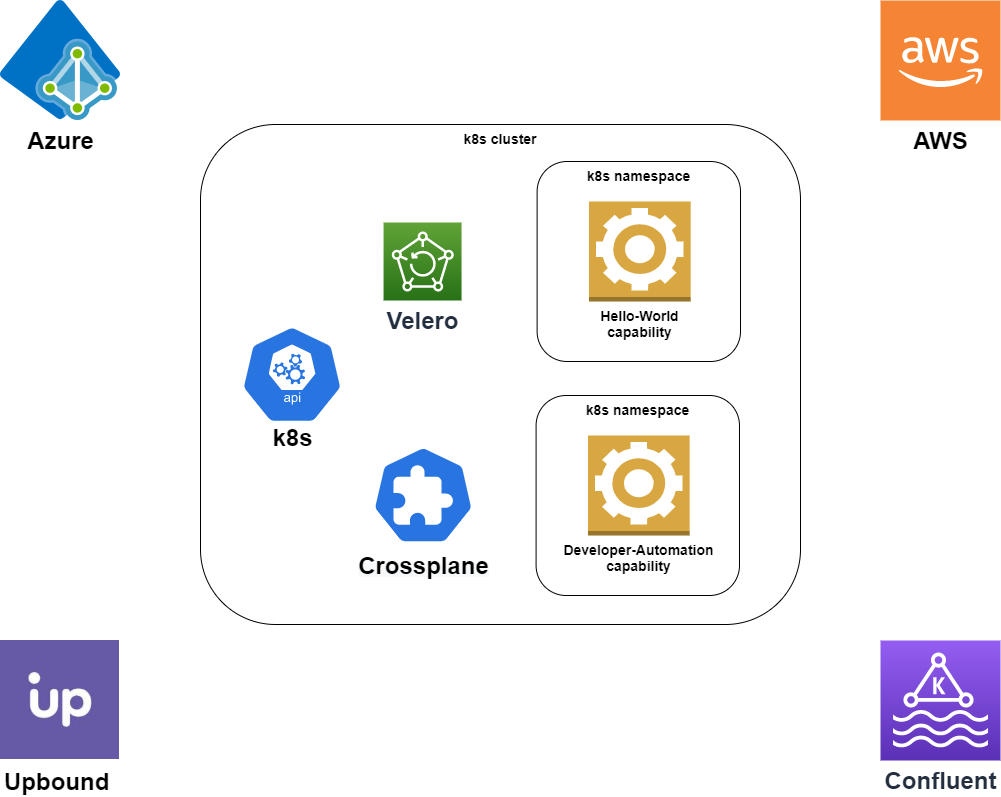 aws
Azure
AWS
k8s cluster
k8s namespace
Hello-World
capability
Velero
api
k8s
k8s namespace
Developer-Automation
capability
Crossplane
up
K
Upbound
Confluent